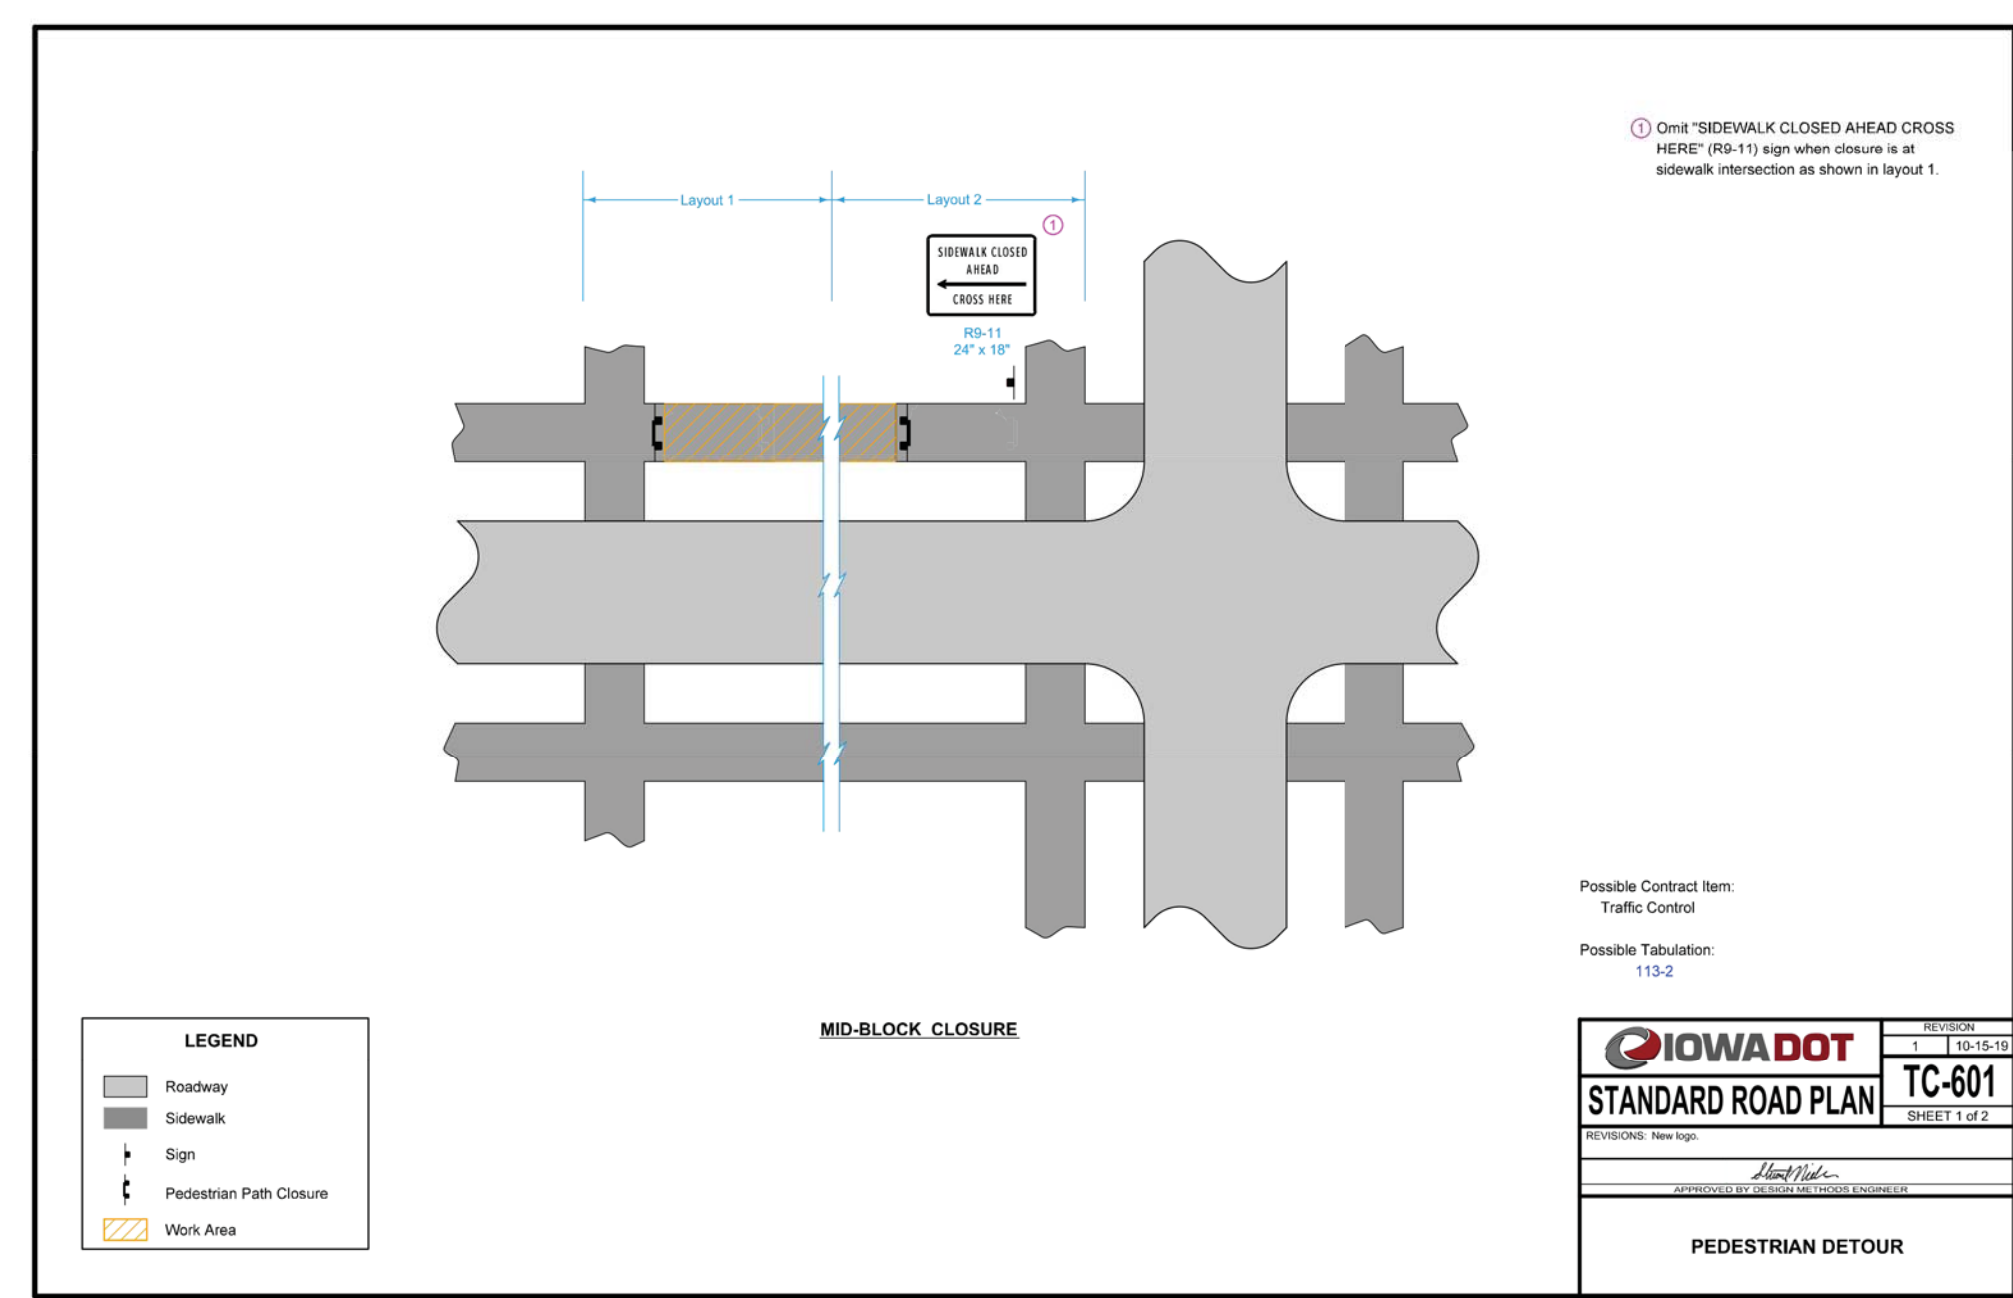 ① Omit "SIDEWALK CLOSED AHEAD CROSS
HERE" (R9-11) sign when closure is at
sidewalk intersection as shown in layout 1.
Layout 1
Layout 2
①
SIDEWALK CLOSED
AHEAD
CROSS HERE
R9-11
24" x 18"
Possible Contract Item:
Traffic Control
Possible Tabulation:
113-2
MID-BLOCK CLOSURE
LEGEND
Roadway
Sidewalk
Sign
Pedestrian Path Closure
Work Area
IOWADOT
REVISION
1 10-15-19
STANDARD ROAD PLAN
TC-601
SHEET 1 of 2
REVISIONS: New logo.
APPROVED BY DESIGN METHODS ENGINEER
PEDESTRIAN DETOUR